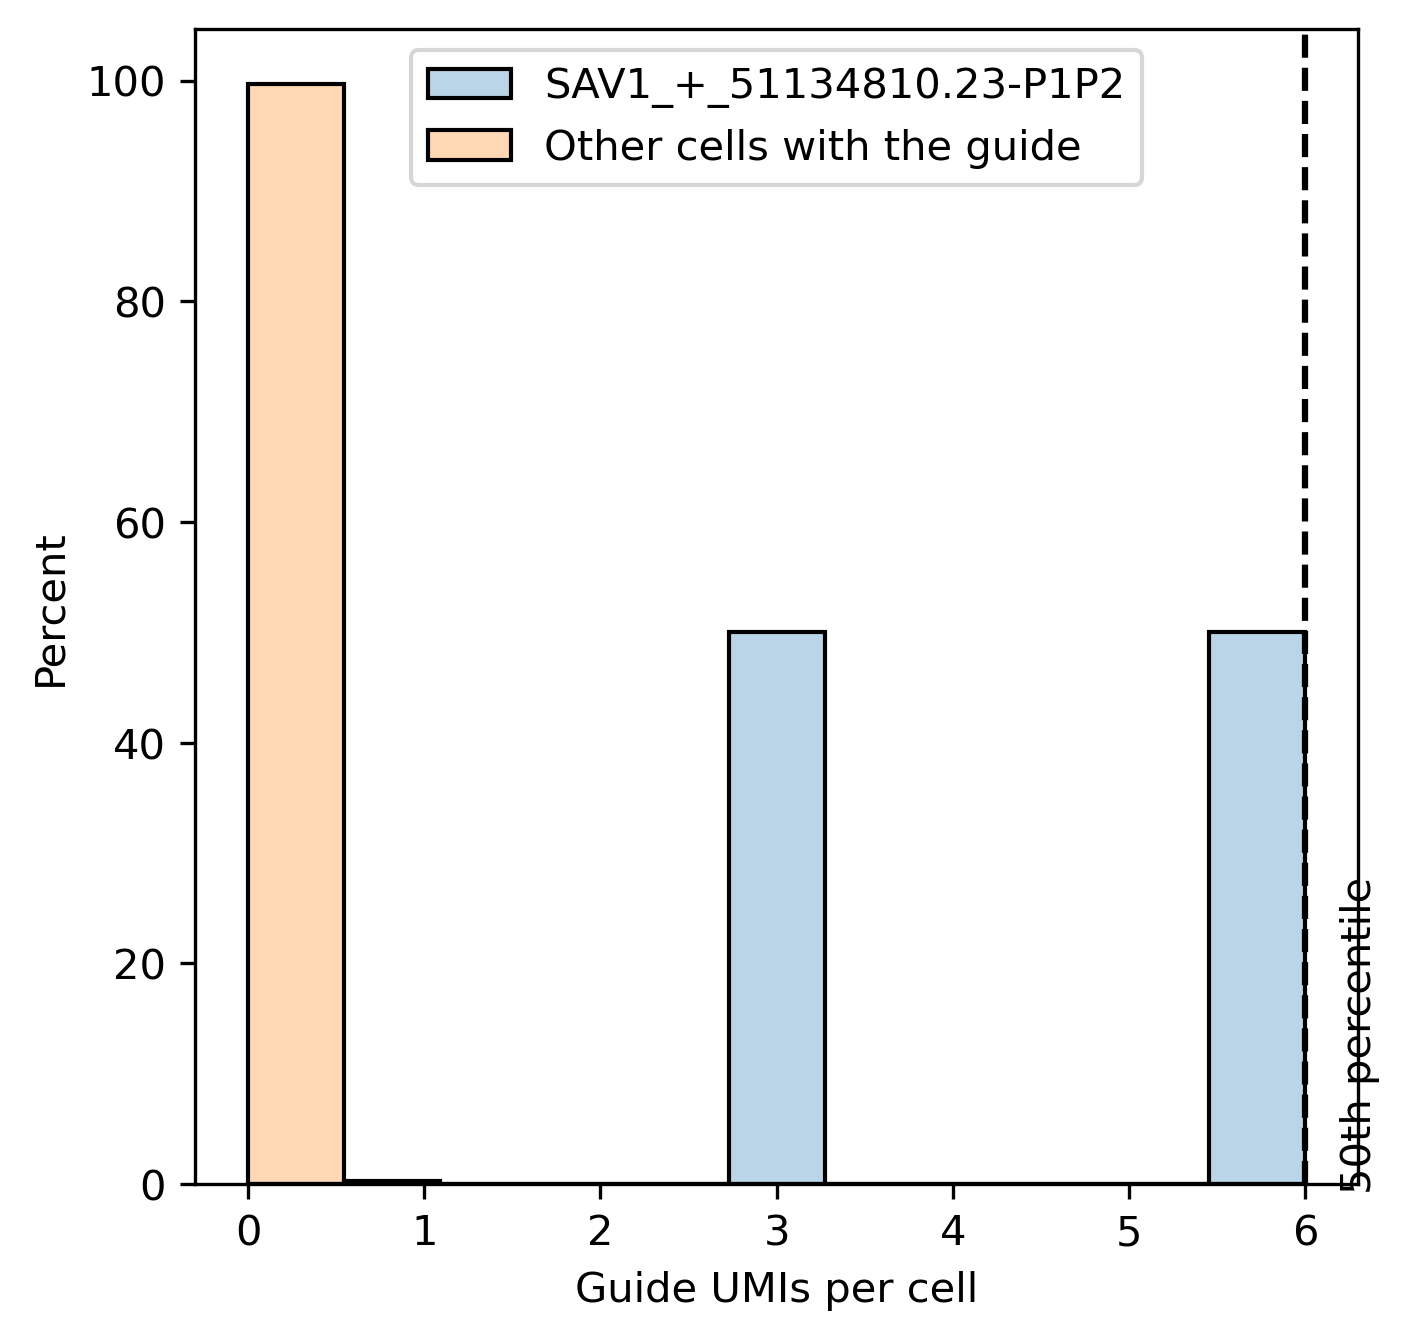 100
80
60
40
20
0
Percent
SAV1_+_51134810.23-P1P2
Other cells with the guide
50th percentile
0 1 2 3 4 5 6
Guide UMIs per cell